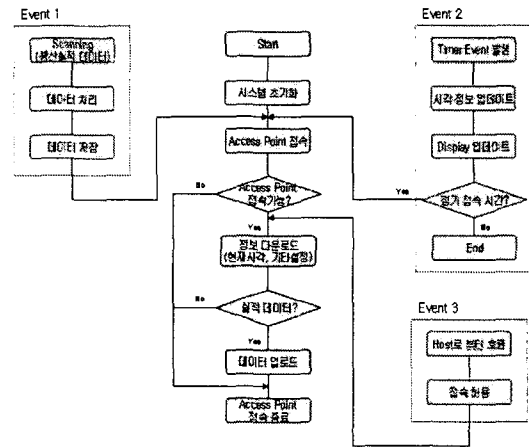 Event 1
Scanning
(생산실적 데이터)
데이터 처리
데이터 저장
Start
시스템 초기화
Access Point 접속
Access Point
접속가능?
No
Yes
정보 다운로드
(현재시각, 기타설정)
실적 데이터?
No
Yes
데이터 업로드
Access Point
접속 종료
Event 2
Timer Event 발생
시각 정보 업데이트
Display 업데이트
정기 접속 시간?
Yes
No
End
Event 3
Host로 부터 호출
접속 허용